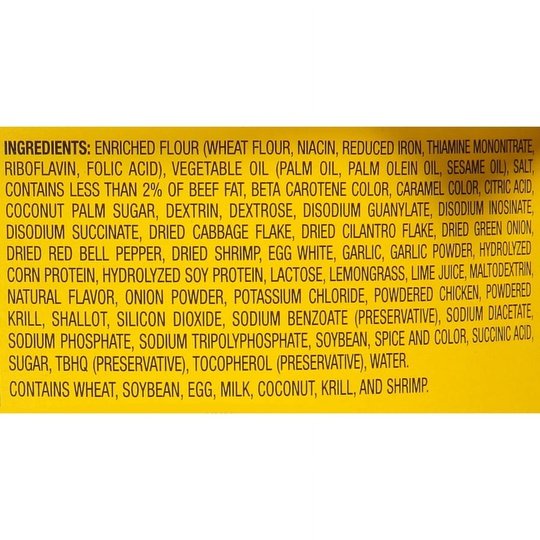 INGREDIENTS: ENRICHED FLOUR (WHEAT FLOUR, NIACIN, REDUCED IRON, THIAMINE MONONITRATE,
RIBOFLAVIN, FOLIC ACID), VEGETABLE OIL (PALM OIL, PALM OLEIN OIL, SESAME OIL), SALT,
CONTAINS LESS THAN 2% OF BEEF FAT, BETA CAROTENE COLOR, CARAMEL COLOR, CITRIC ACID,
COCONUT PALM SUGAR, DEXTRIN, DEXTROSE, DISODIUM GUANYLATE, DISODIUM INOSINATE,
DISODIUM SUCCINATE, DRIED CABBAGE FLAKE, DRIED CILANTRO FLAKE, DRIED GREEN ONION,
DRIED RED BELL PEPPER, DRIED SHRIMP, EGG WHITE, GARLIC, GARLIC POWDER, HYDROLYZED
CORN PROTEIN, HYDROLYZED SOY PROTEIN, LACTOSE, LEMONGRASS, LIME JUICE, MALTODEXTRIN,
NATURAL FLAVOR, ONION POWDER, POTASSIUM CHLORIDE, POWDERED CHICKEN, POWDERED
KRILL, SHALLOT, SILICON DIOXIDE, SODIUM BENZOATE (PRESERVATIVE), SODIUM DIACETATE,
SODIUM PHOSPHATE, SODIUM TRIPOLYPHOSPHATE, SOYBEAN, SPICE AND COLOR, SUCCINIC ACID,
SUGAR, TBHQ (PRESERVATIVE), TOCOPHEROL (PRESERVATIVE), WATER.
CONTAINS WHEAT, SOYBEAN, EGG, MILK, COCONUT, KRILL, AND SHRIMP.